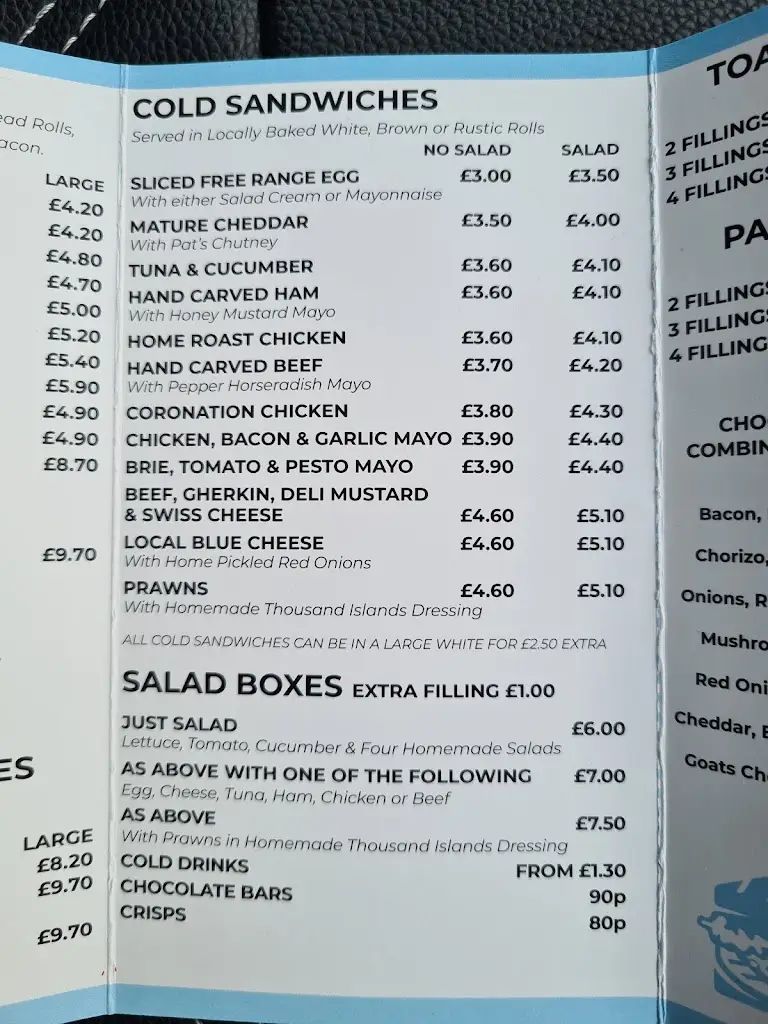 ead Rolls,
acon.
LARGE
£4.20
£4.20
£4.80
£4.70
£5.00
£5.20
£5.40
£5.90
£4.90
£4.90
£8.70
£9.70
ES
LARGE
£8.20
£9.70
£9.70
COLD SANDWICHES
Served in Locally Baked White, Brown or Rustic Rolls
NO SALAD SALAD
SLICED FREE RANGE EGG £3.00 £3.50
With either Salad Cream or Mayonnaise
MATURE CHEDDAR £3.50 £4.00
With Pat's Chutney
TUNA & CUCUMBER £3.60 £4.10
HAND CARVED HAM £3.60 £4.10
With Honey Mustard Mayo
HOME ROAST CHICKEN £3.60 £4.10
HAND CARVED BEEF £3.70 £4.20
With Pepper Horseradish Mayo
CORONATION CHICKEN £3.80 £4.30
CHICKEN, BACON & GARLIC MAYO £3.90 £4.40
BRIE, TOMATO & PESTO MAYO £3.90 £4.40
BEEF, GHERKIN, DELI MUSTARD
& SWISS CHEESE £4.60 £5.10
LOCAL BLUE CHEESE £4.60 £5.10
With Home Pickled Red Onions
PRAWNS £4.60 £5.10
With Homemade Thousand Islands Dressing
ALL COLD SANDWICHES CAN BE IN A LARGE WHITE FOR £2.50 EXTRA
SALAD BOXES EXTRA FILLING £1.00
JUST SALAD £6.00
Lettuce, Tomato, Cucumber & Four Homemade Salads
AS ABOVE WITH ONE OF THE FOLLOWING £7.00
Egg, Cheese, Tuna, Ham, Chicken or Beef
AS ABOVE £7.50
With Prawns in Homemade Thousand Islands Dressing
COLD DRINKS FROM £1.30
CHOCOLATE BARS 90p
CRISPS 80p
TOA
2 FILLINGS
3 FILLINGS
4 FILLINGS
PA
2 FILLINGS
3 FILLINGS
4 FILLING
CHO
COMBIN
Bacon,
Chorizo,
Onions, R
Mushro
Red Oni
Cheddar, B
Goats Ch